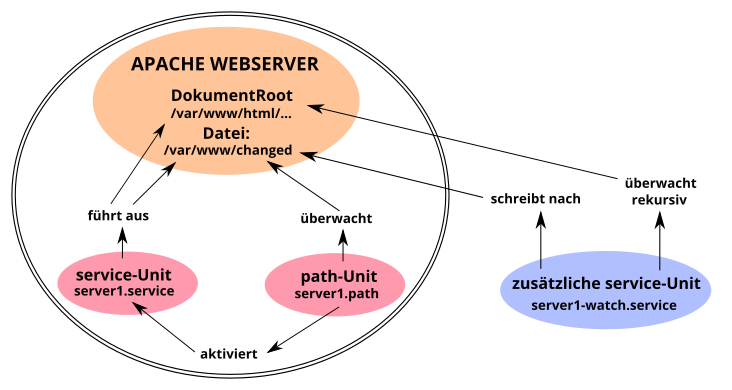 APACHE WEBSERVER
DokumentRoot
/var/www/html/...
Datei:
/var/www/changed
führt aus
überwacht
schreibt nach
überwacht
rekursiv
service-Unit
server1.service
path-Unit
server1.path
zusätzliche service-Unit
server1-watch.service
aktiviert